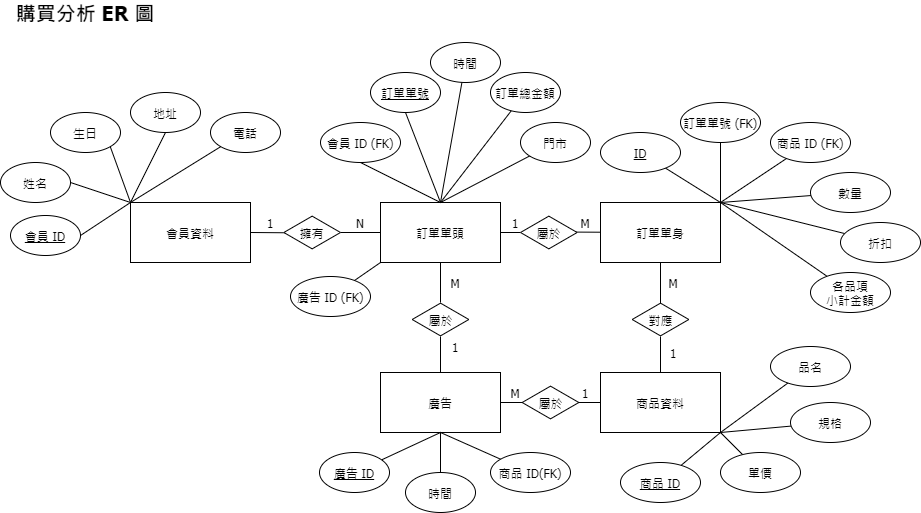 購買分析 ER 圖
時間
訂單單號
訂單總金額
地址
生日
電話
會員 ID (FK)
門市
訂單單號 (FK)
ID
商品 ID (FK)
姓名
數量
會員 ID
會員資料
1
擁有
N
訂單單頭
1
屬於
M
訂單單身
折扣
廣告 ID (FK)
各品項
小計金額
M
M
屬於
對應
1
1
品名
廣告
M
屬於
1
商品資料
規格
廣告 ID
時間
商品 ID(FK)
商品 ID
單價